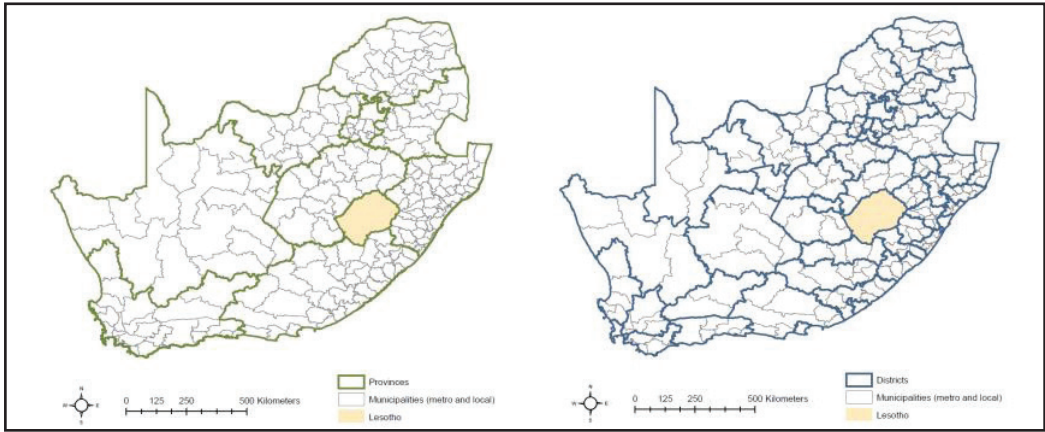 N
W E
S
0 125 250 500 Kilometers
Provinces
Municipalities (metro and local)
Lesotho
N
W E
S
0 125 250 500 Kilometers
Districts
Municipalities (metro and local)
Lesotho